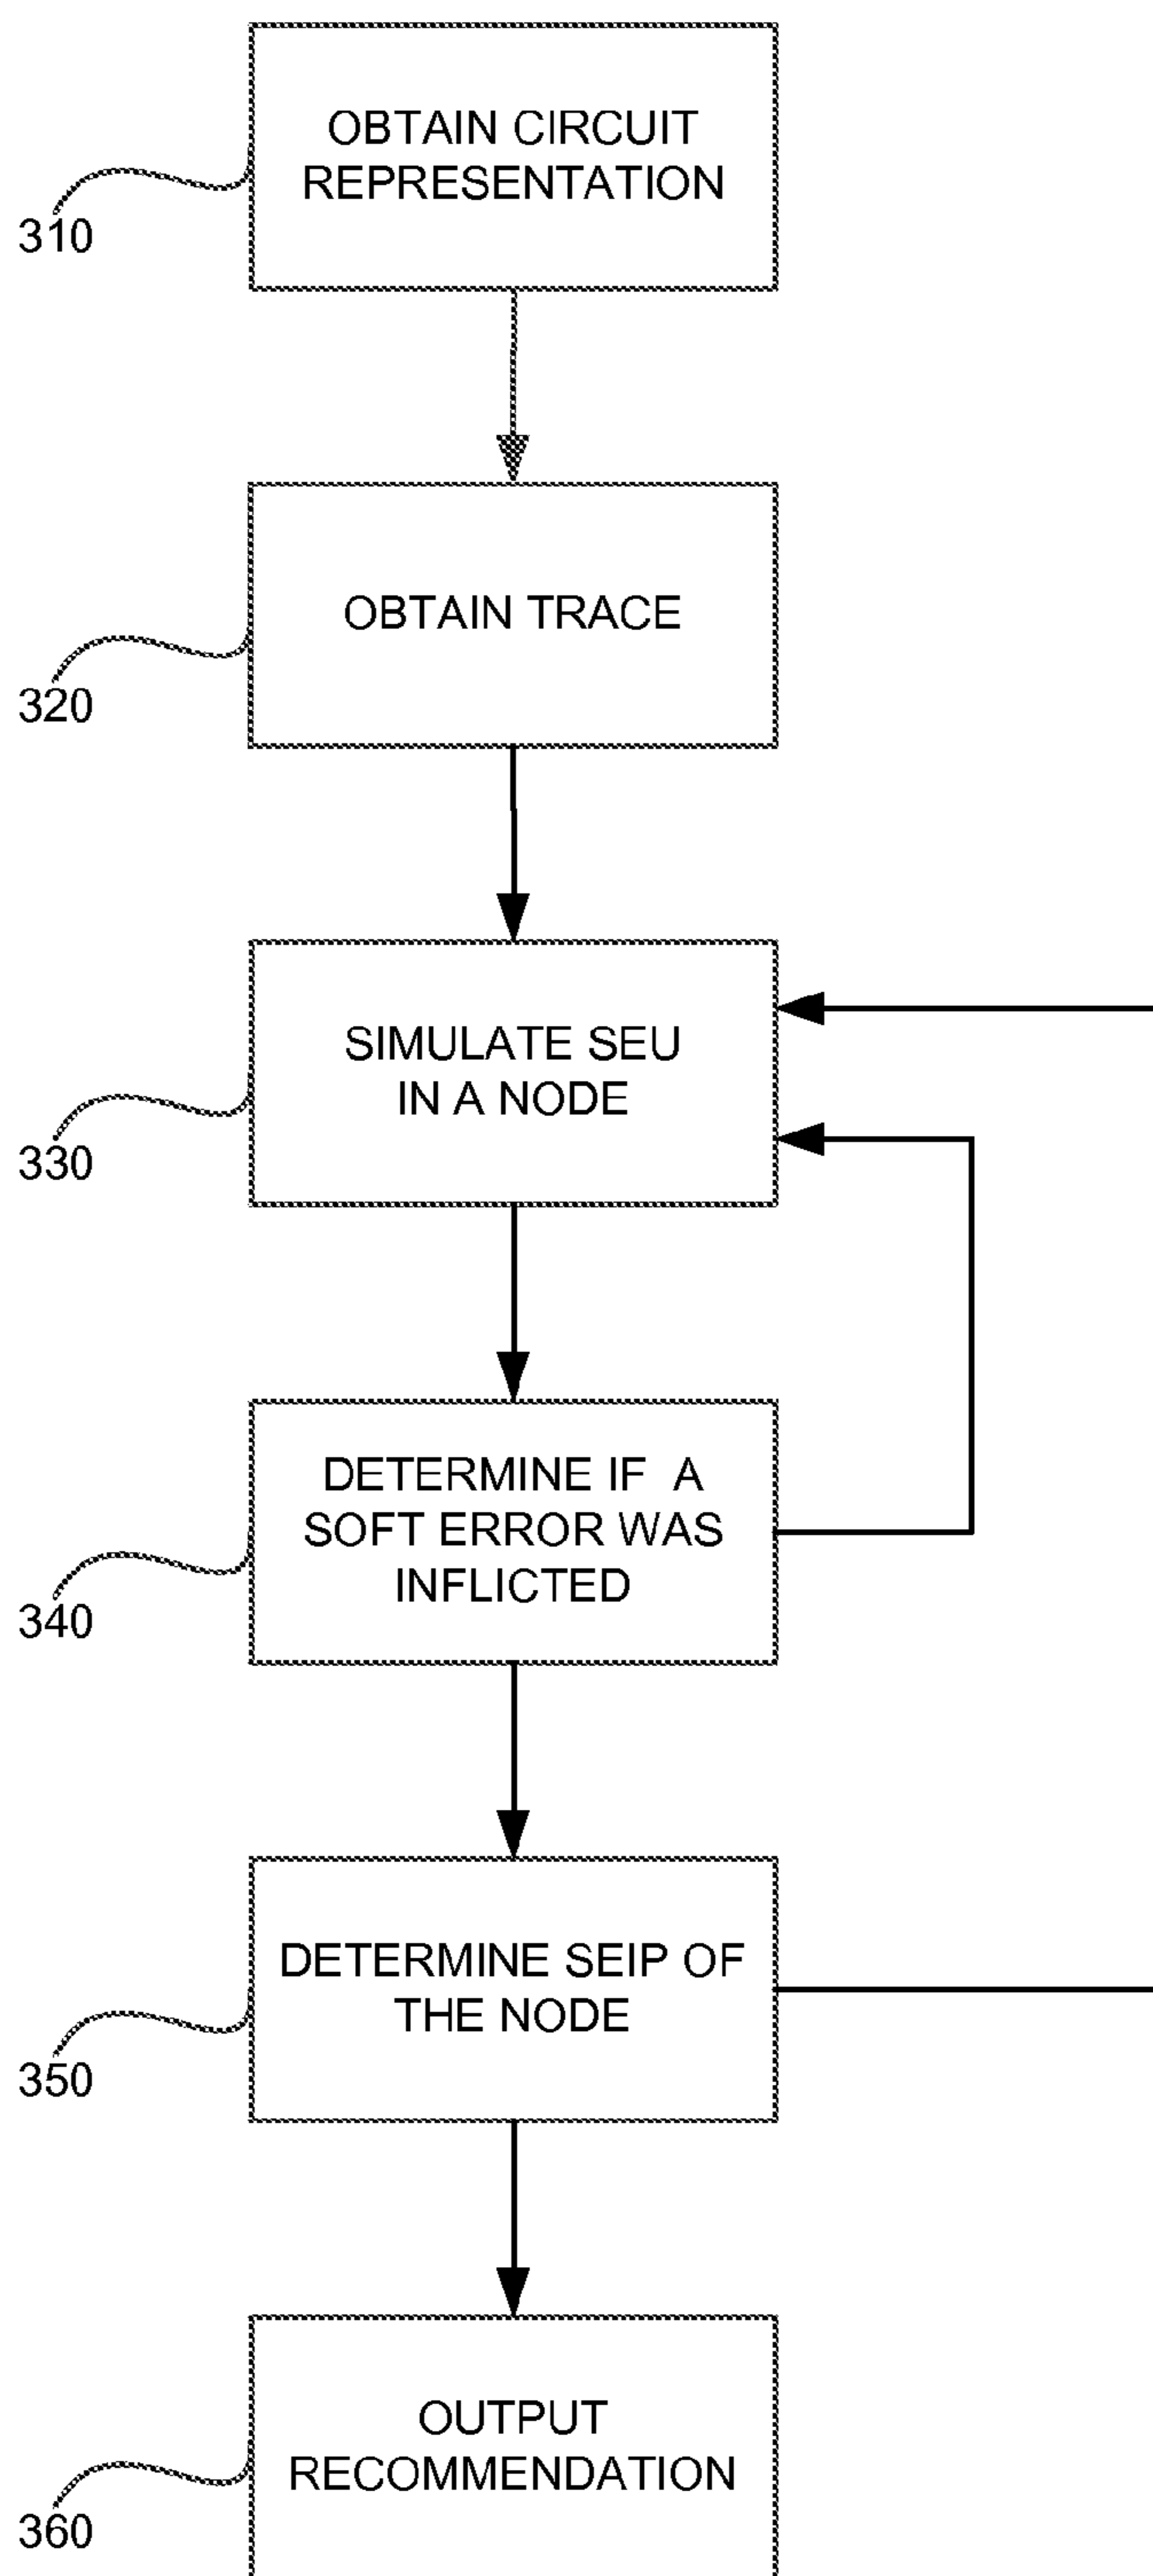 OBTAIN CIRCUIT
REPRESENTATION
310
OBTAIN TRACE
320
SIMULATE SEU
IN A NODE
330
DETERMINE IF A
SOFT ERROR WAS
INFLICTED
340
DETERMINE SEIP OF
THE NODE
350
OUTPUT
RECOMMENDATION
360